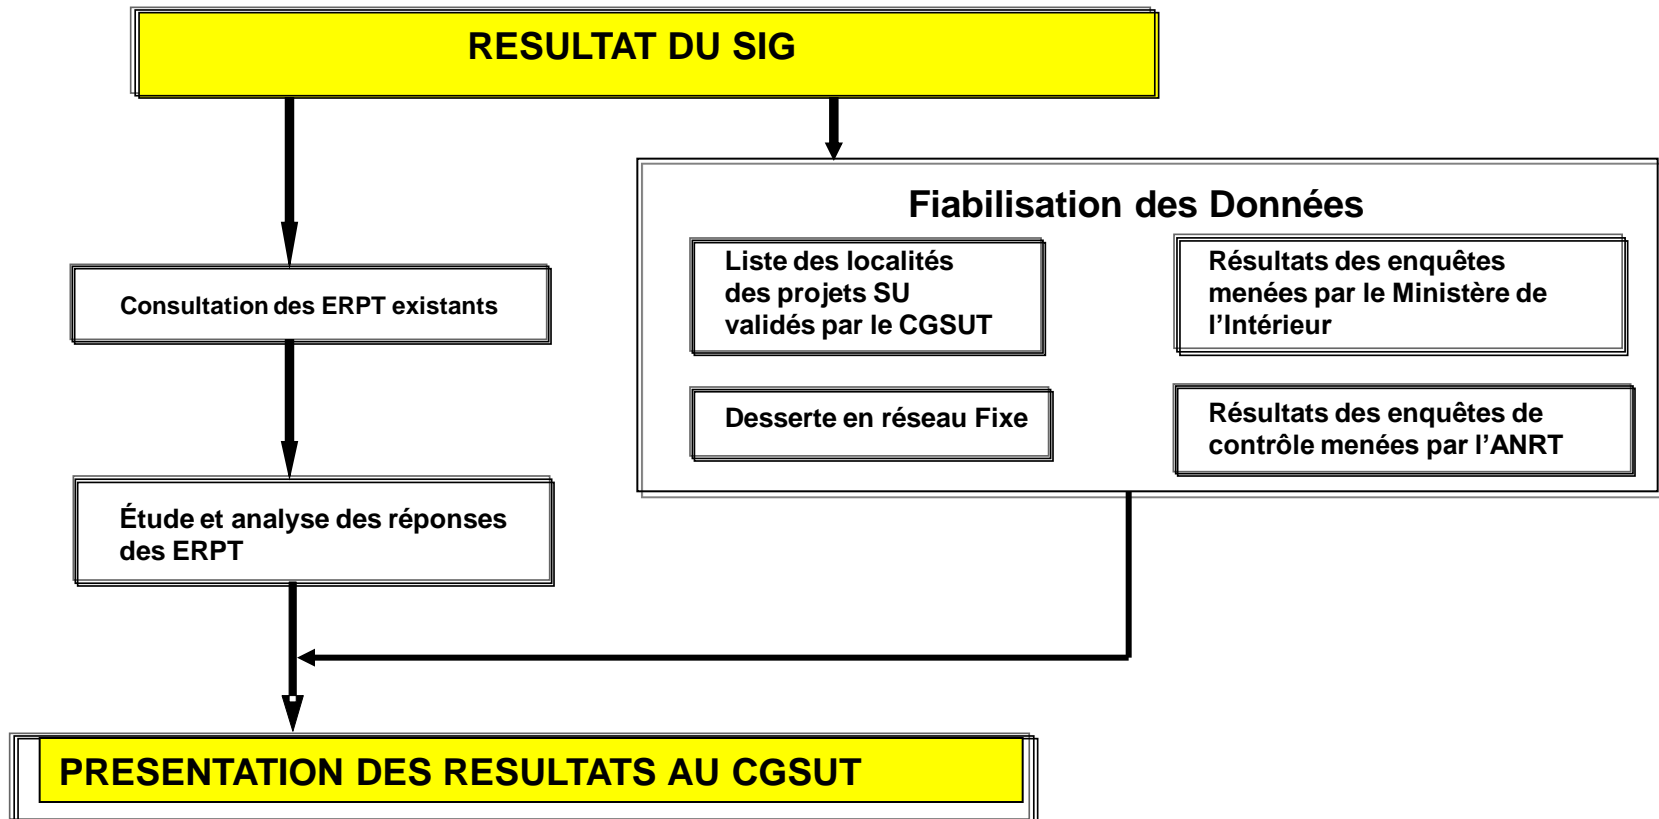 RESULTAT DU SIG
Fiabilisation des Données
Liste des localités
des projets SU
validés par le CGSUT
Résultats des enquêtes
menées par le Ministère de
l’Intérieur
Consultation des ERPT existants
Desserte en réseau Fixe
Résultats des enquêtes de
contrôle menées par l’ANRT
Étude et analyse des réponses
des ERPT
PRESENTATION DES RESULTATS AU CGSUT